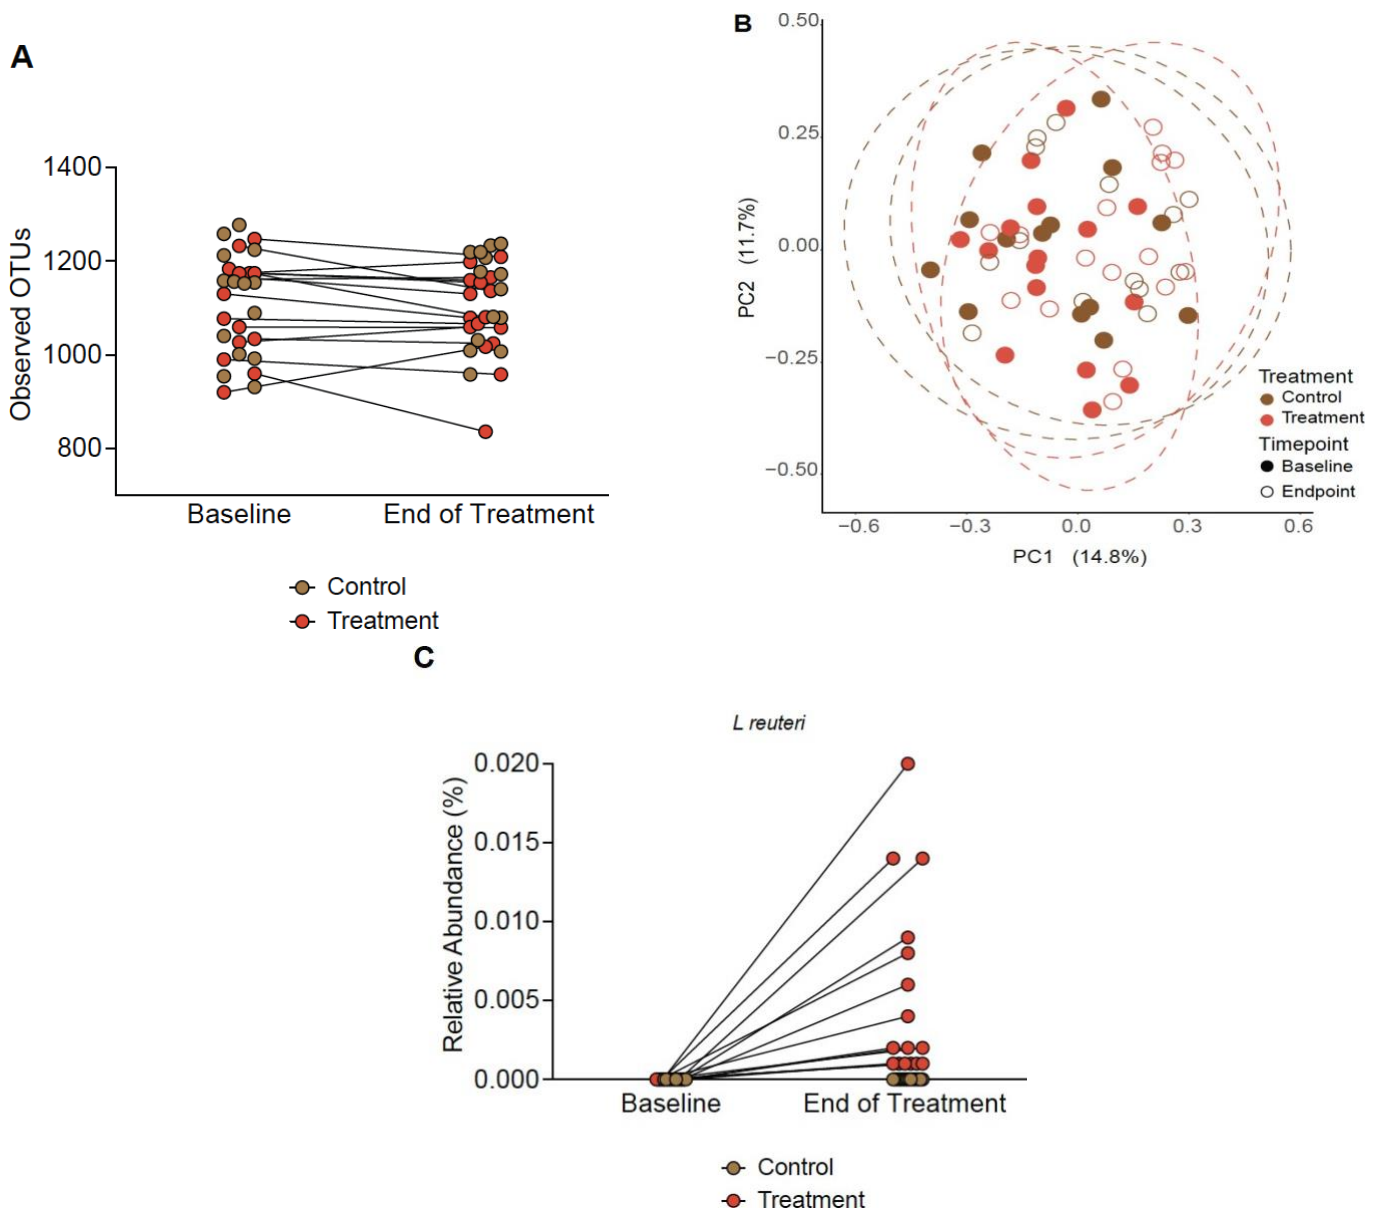 A
Observed OTUs
1400
1200
1000
800
Baseline
End of Treatment
Control
Treatment
B
PC2 (11.7%)
0.50
0.25
0.00
−0.25
−0.50
−0.6
−0.3
0.0
0.3
0.6
PC1 (14.8%)
Treatment
Control
Treatment
Timepoint
Baseline
Endpoint
C
L reuteri
Relative Abundance (%)
0.020
0.015
0.010
0.005
0.000
Baseline
End of Treatment
Control
Treatment